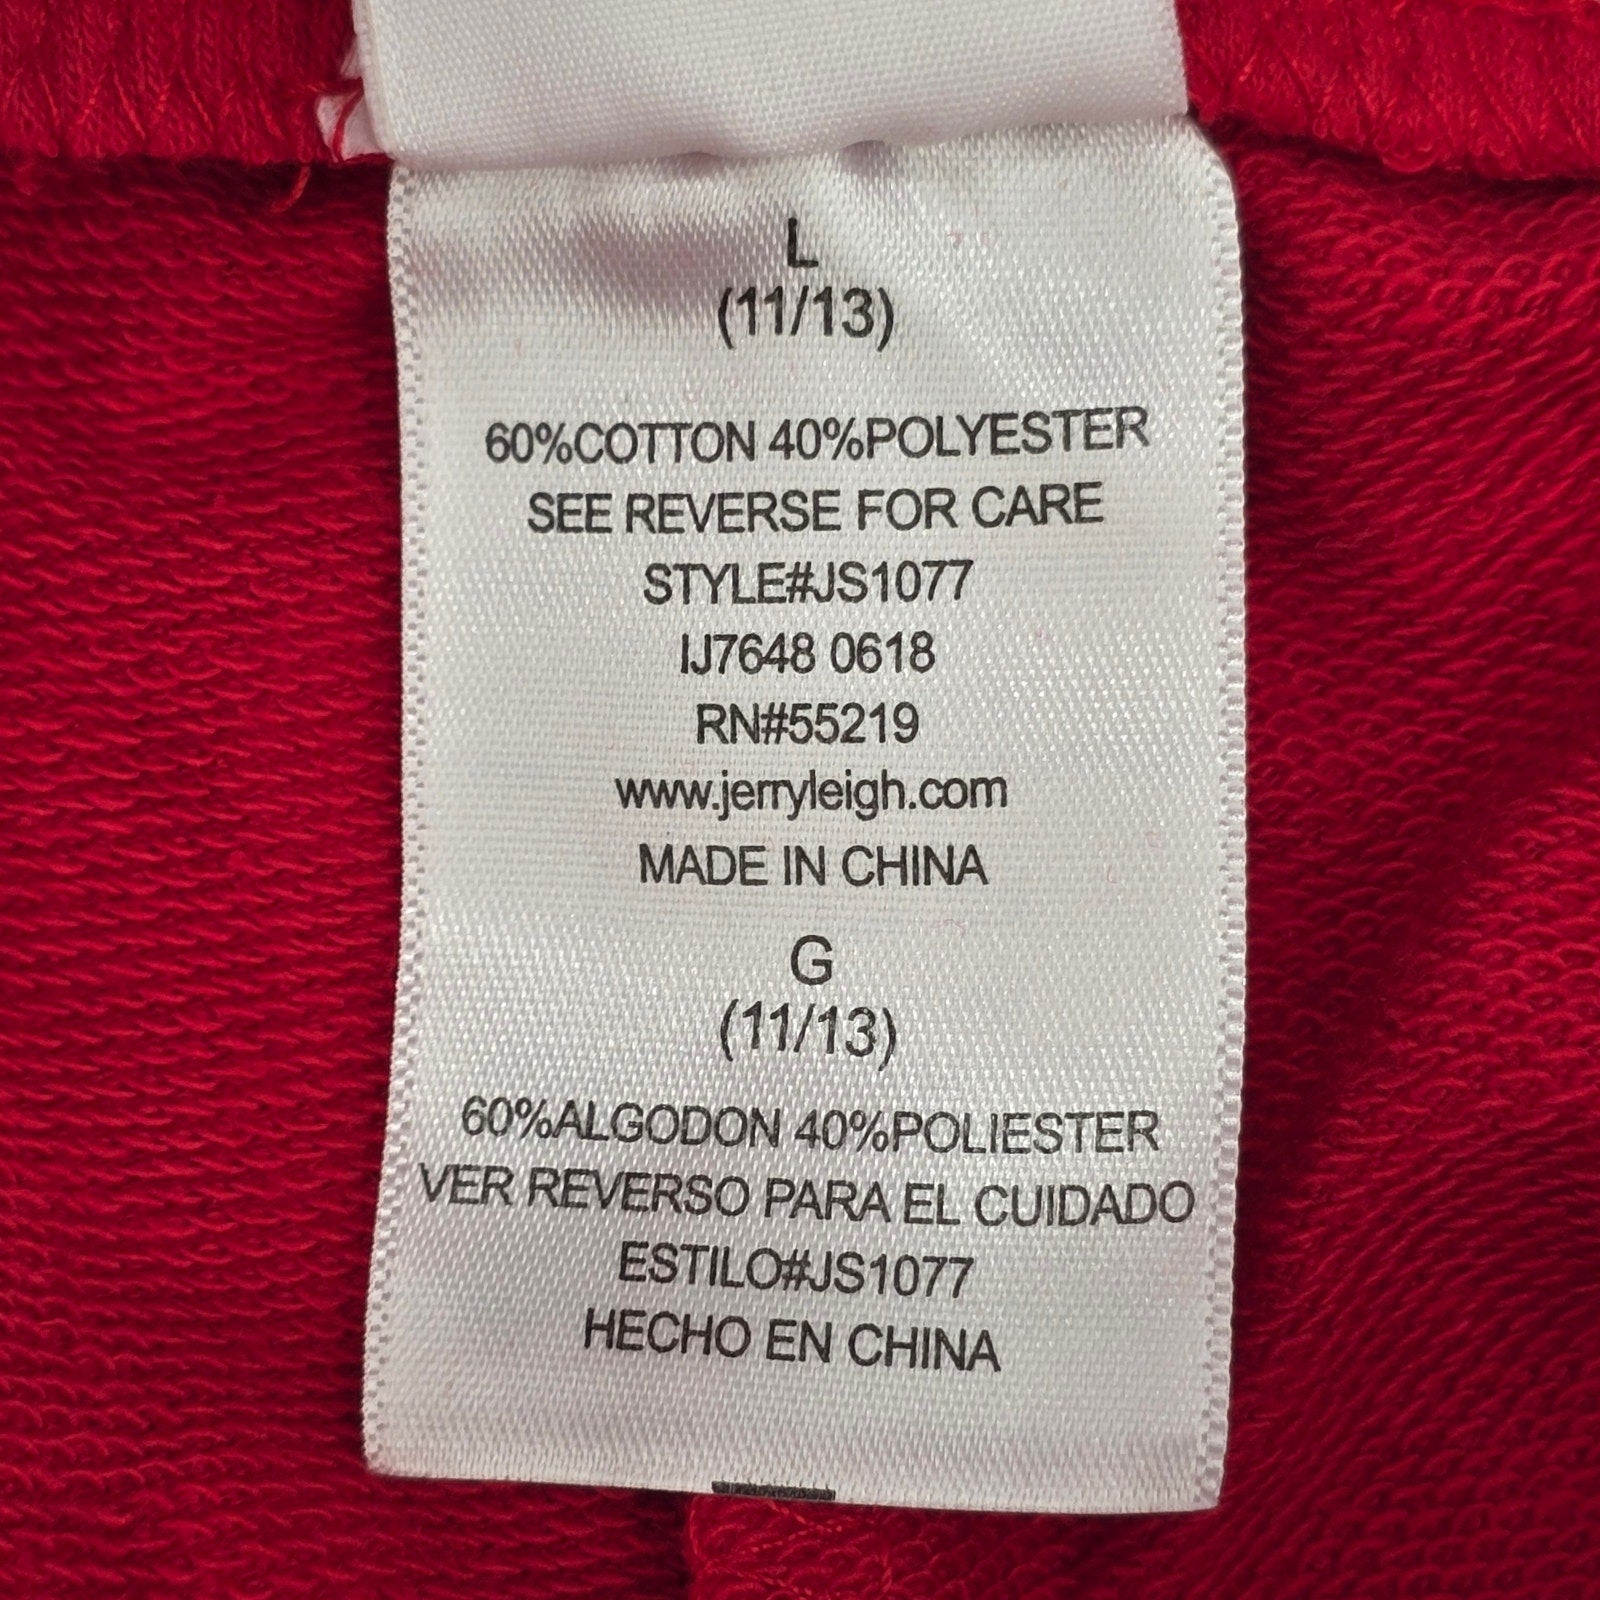 L
(11/13)
60%COTTON 40%POLYESTER
SEE REVERSE FOR CARE
STYLE#JS1077
IJ7648 0618
RN#55219
www.jerryleigh.com
MADE IN CHINA
G
(11/13)
60%ALGODON 40%POLIESTER
VER REVERSO PARA EL CUIDADO
ESTILO#JS1077
HECHO EN CHINA